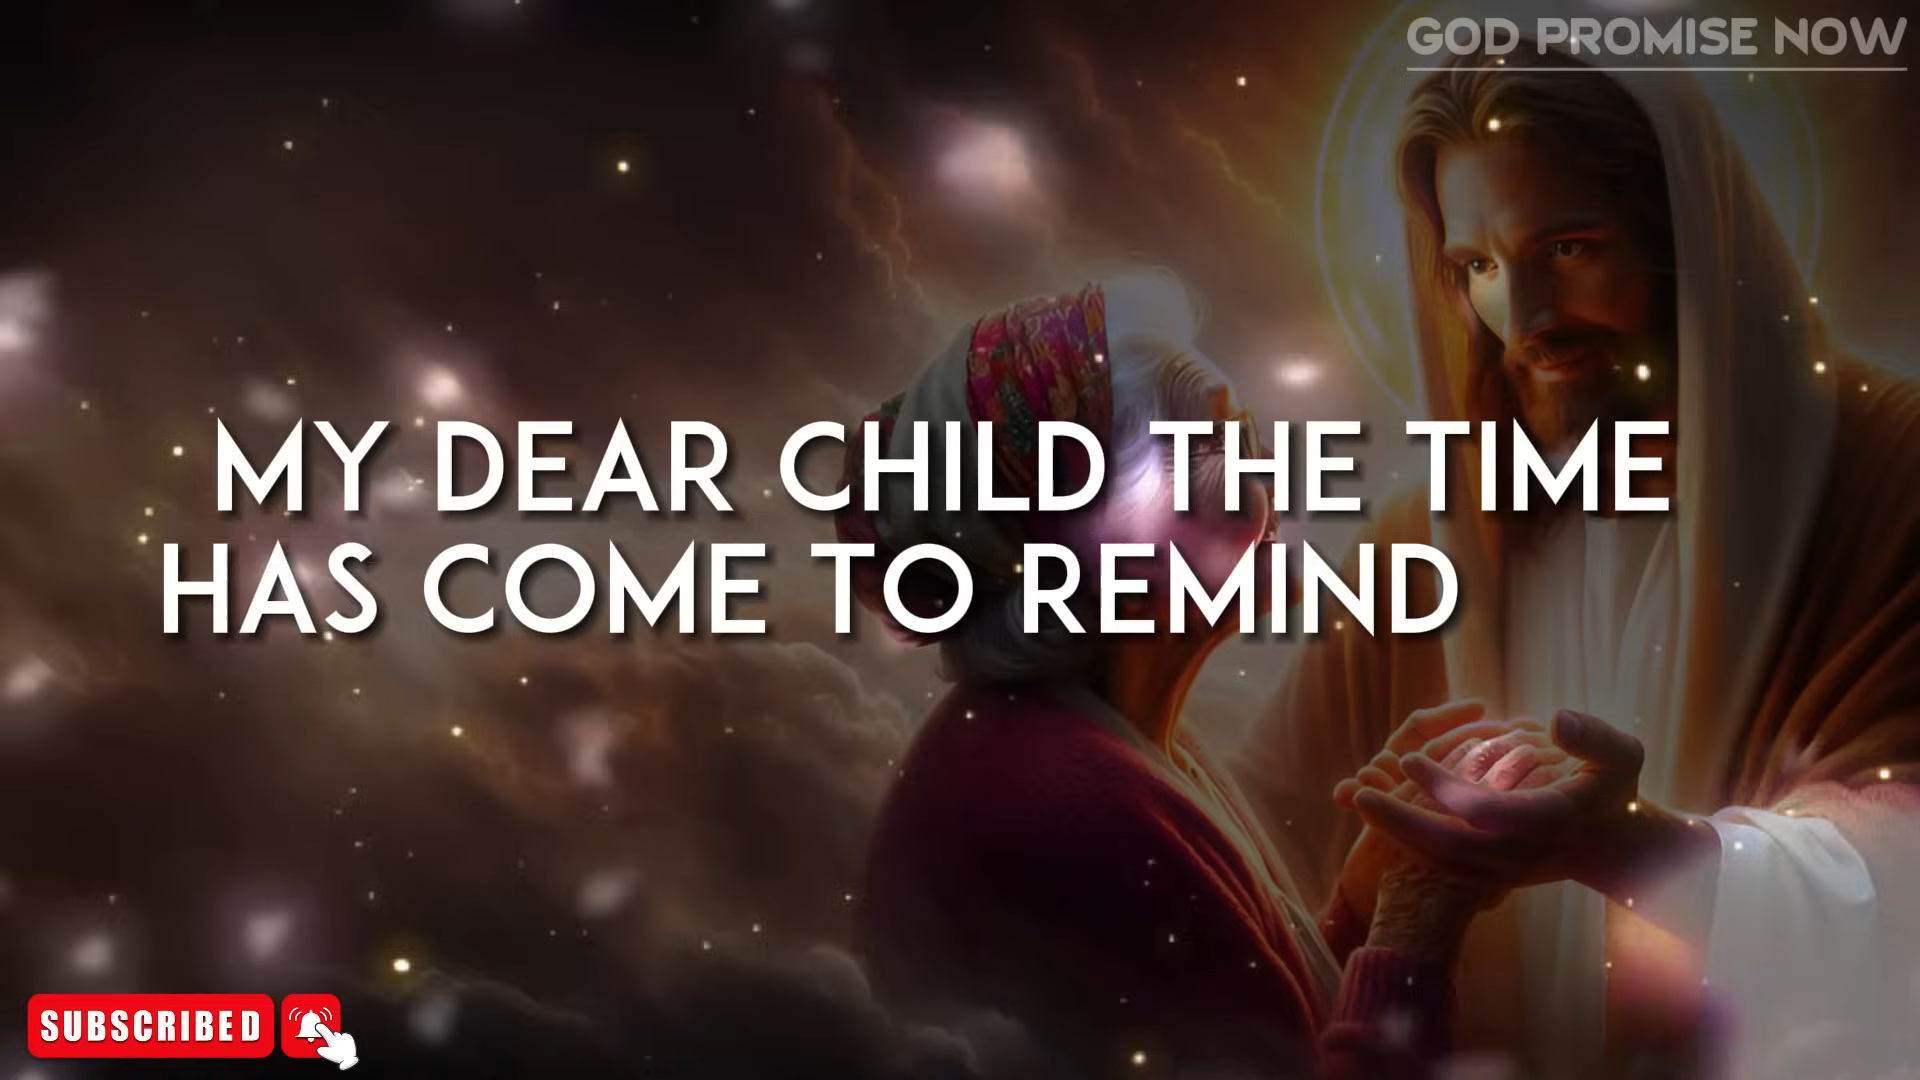 GOD PROMISE NOW
MY DEAR CHILD THE TIME
HAS COME TO REMIND
SUBSCRIBED